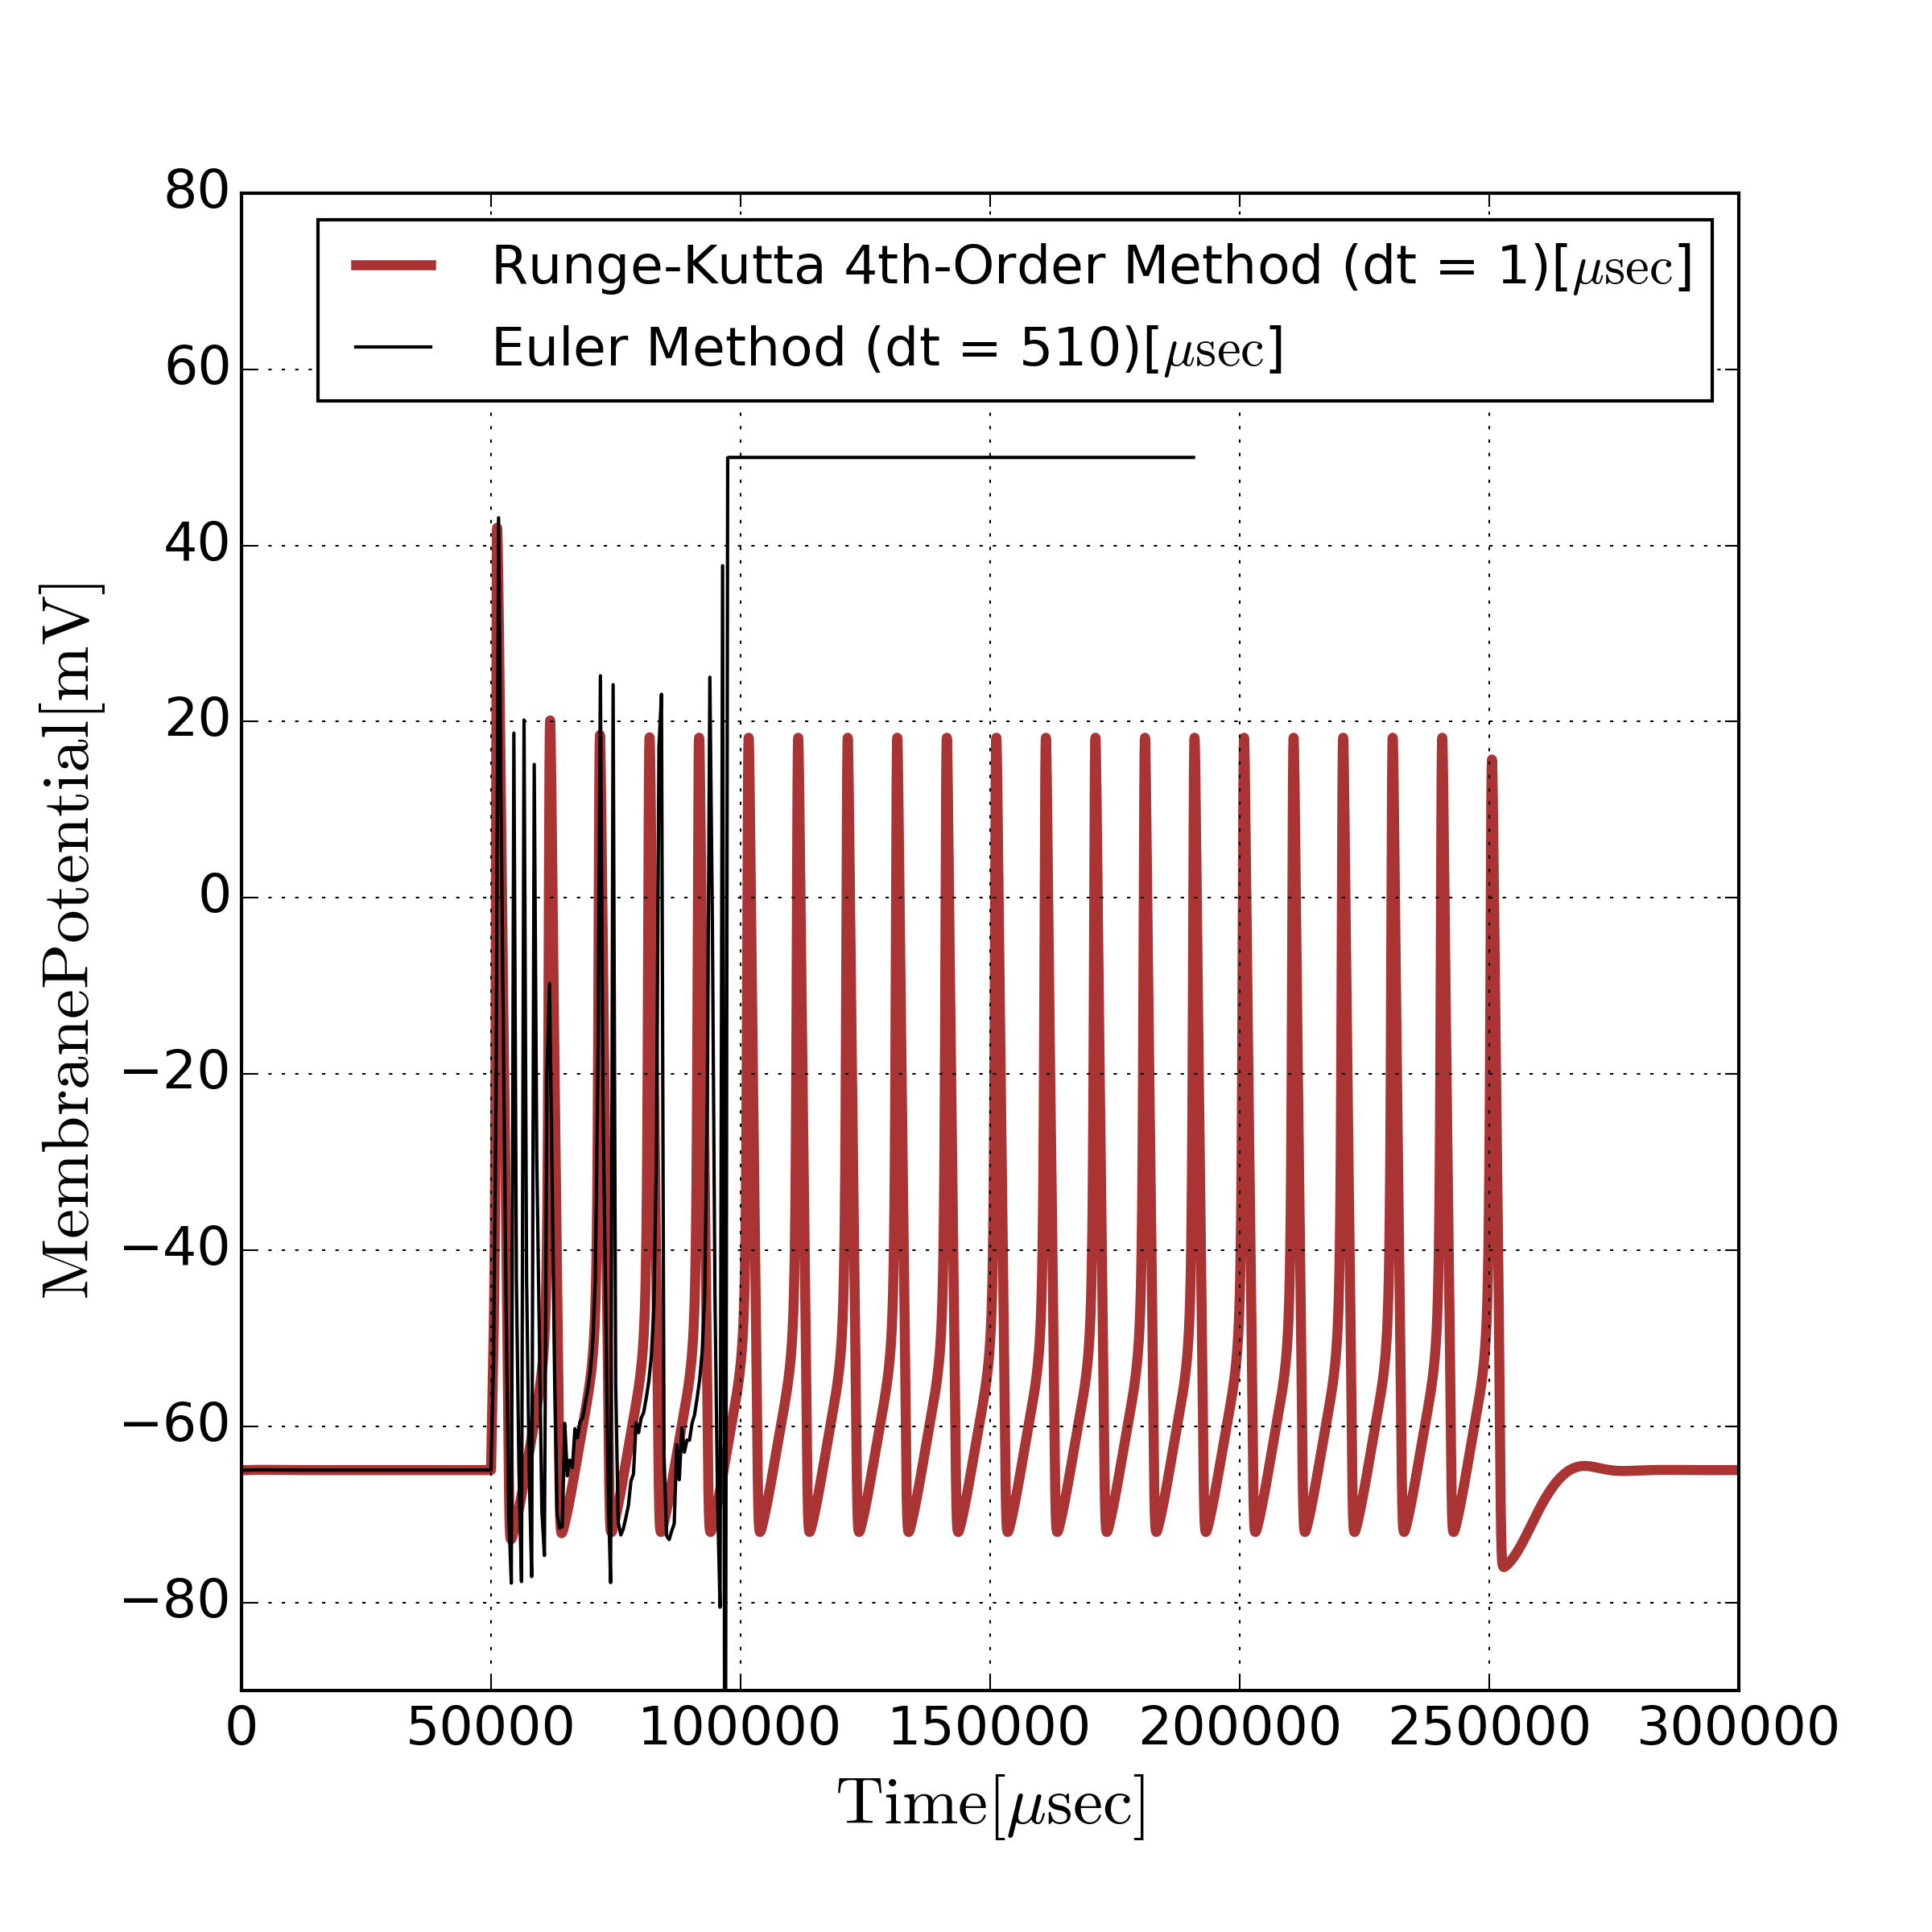 80
60
40
20
0
−20
−40
−60
−80
MembranePotential[mV]
Runge-Kutta 4th-Order Method (dt = 1)[μsec]
Euler Method (dt = 510)[μsec]
0 50000 100000 150000 200000 250000 300000
Time[μsec]